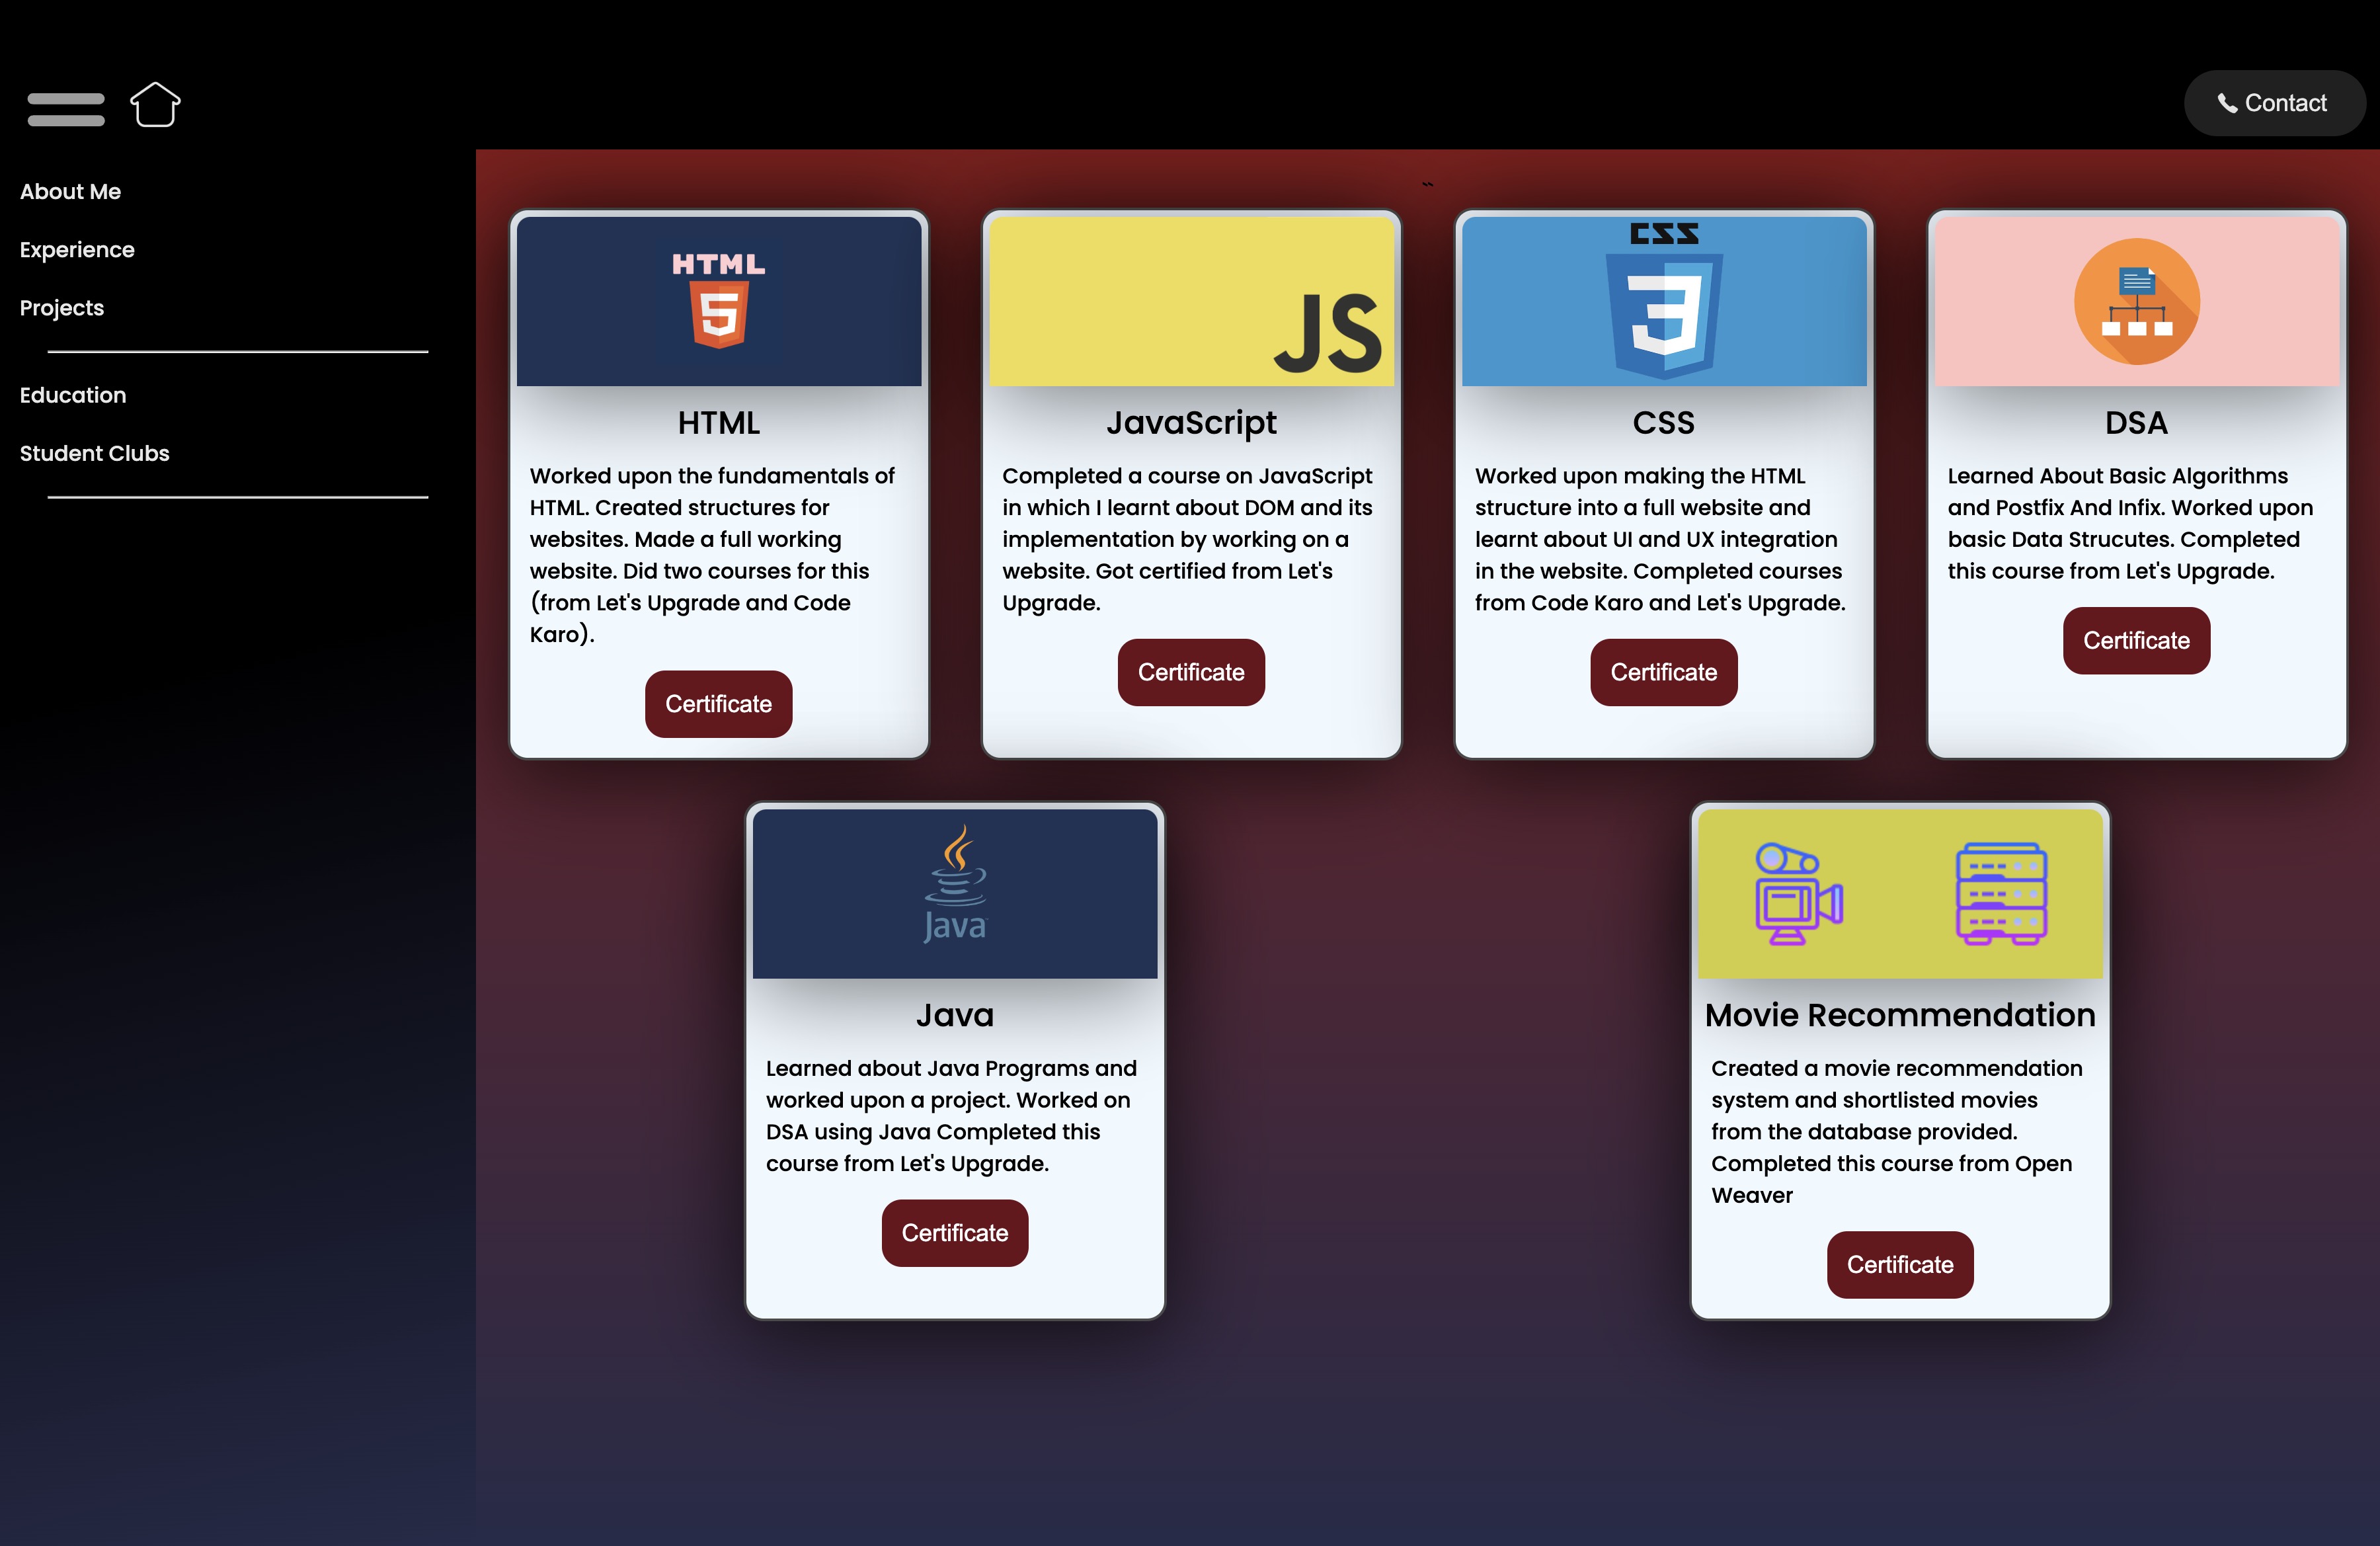 Contact
About Me
Experience
Projects
Education
Student Clubs
~
HTML
5
HTML
Worked upon the fundamentals of
HTML. Created structures for
websites. Made a full working
website. Did two courses for this
(from Let's Upgrade and Code
Karo).
Certificate
JS
JavaScript
Completed a course on JavaScript
in which I learnt about DOM and its
implementation by working on a
website. Got certified from Let's
Upgrade.
Certificate
CSS
3
CSS
Worked upon making the HTML
structure into a full website and
learnt about UI and UX integration
in the website. Completed courses
from Code Karo and Let's Upgrade.
Certificate
DSA
Learned About Basic Algorithms
and Postfix And Infix. Worked upon
basic Data Strucutes. Completed
this course from Let's Upgrade.
Certificate
Java
Java
Learned about Java Programs and
worked upon a project. Worked on
DSA using Java Completed this
course from Let's Upgrade.
Certificate
Movie Recommendation
Created a movie recommendation
system and shortlisted movies
from the database provided.
Completed this course from Open
Weaver
Certificate